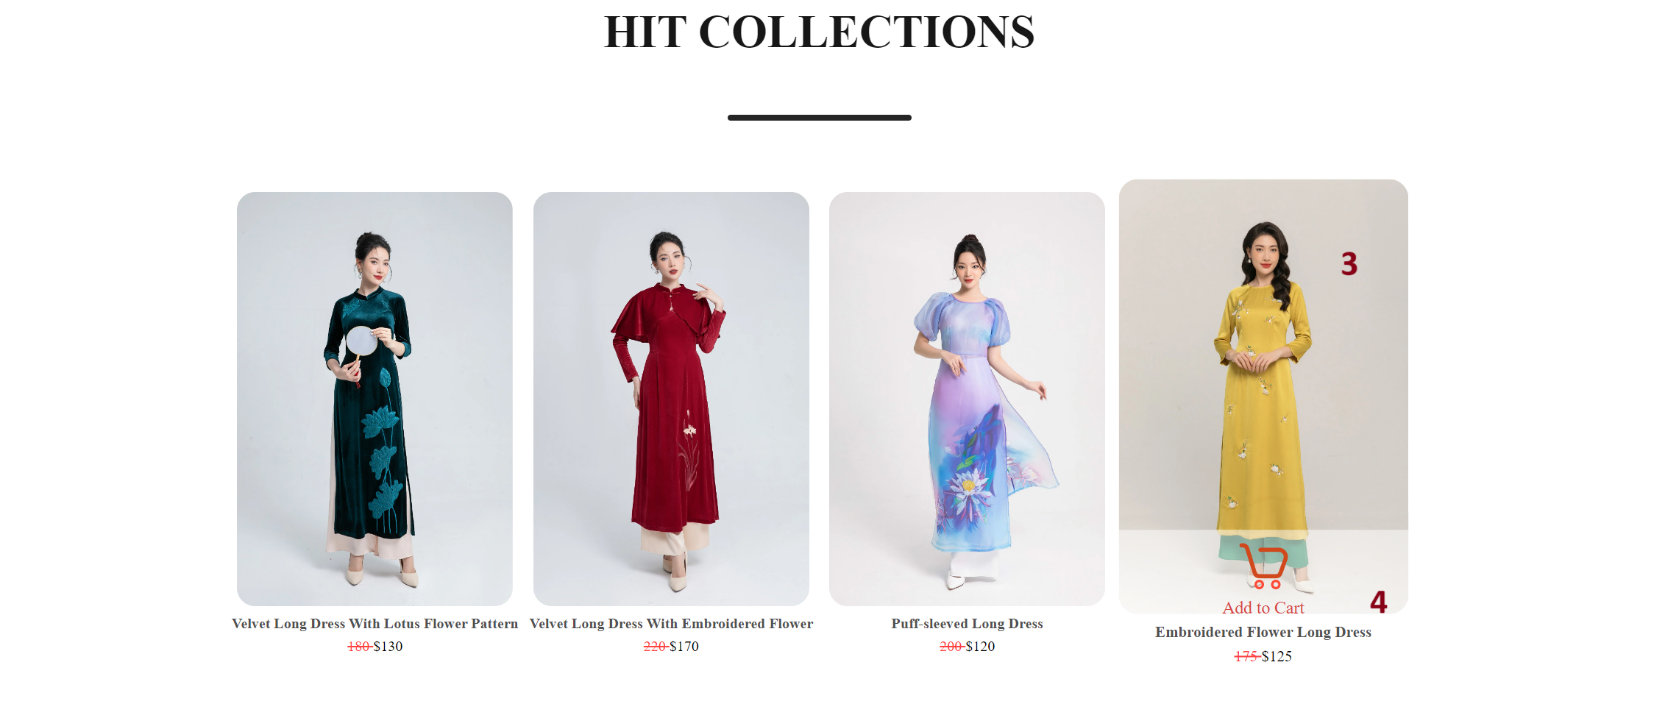 HIT COLLECTIONS
3
Add to Cart
4
Velvet Long Dress With Lotus Flower Pattern
180 $130
Velvet Long Dress With Embroidered Flower
220 $170
Puff-sleeved Long Dress
200 $120
Embroidered Flower Long Dress
175 $125